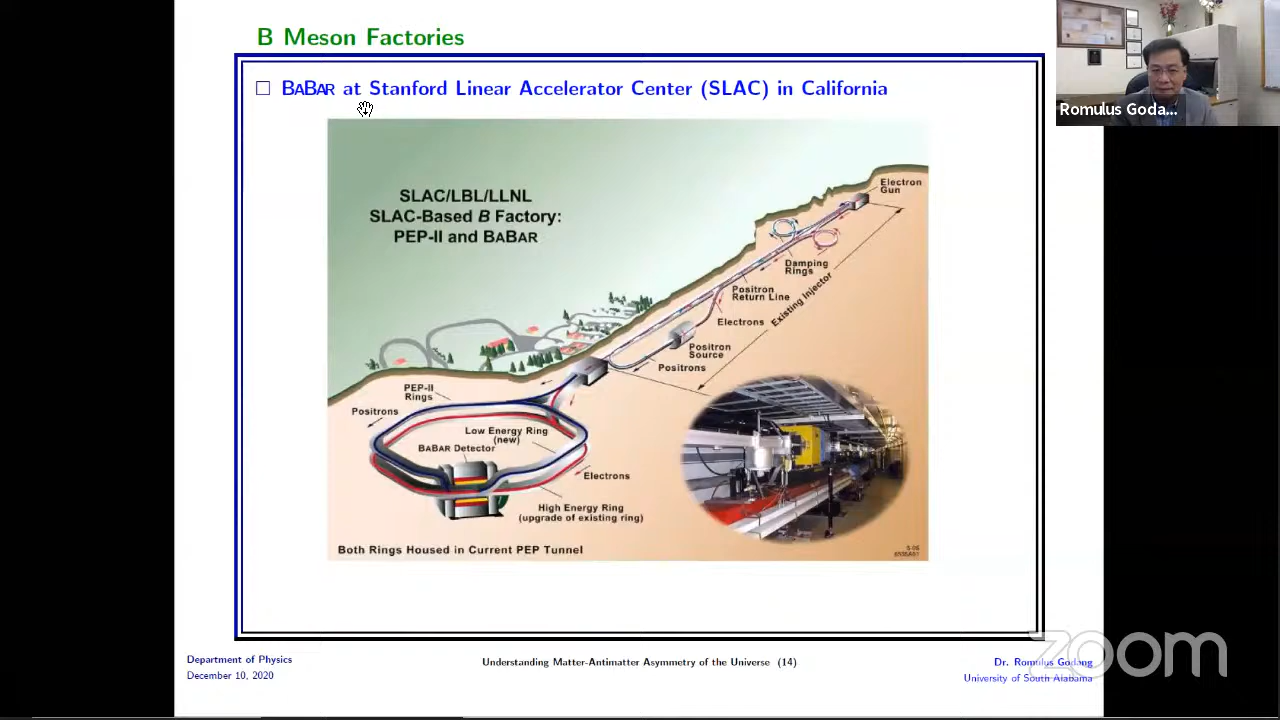 B Meson Factories
BABAR at Stanford Linear Accelerator Center (SLAC) in California
Romulus Goda...
SLAC/LBL/LLNL
SLAC-Based B Factory:
PEP-II and BABAR
Electron
Gun
Damping
Rings
Positron
Return Line
Existing Injector
Electrons
Positron
Source
Positrons
PEP-II
Rings
Positrons
Low Energy Ring
(new)
BABAR Detector
Electrons
High Energy Ring
(upgrade of existing ring)
Both Rings Housed in Current PEP Tunnel
zoom
Department of Physics
December 10, 2020
Understanding Matter-Antimatter Asymmetry of the Universe (14)
Dr. Romulus Godang
University of South Alabama